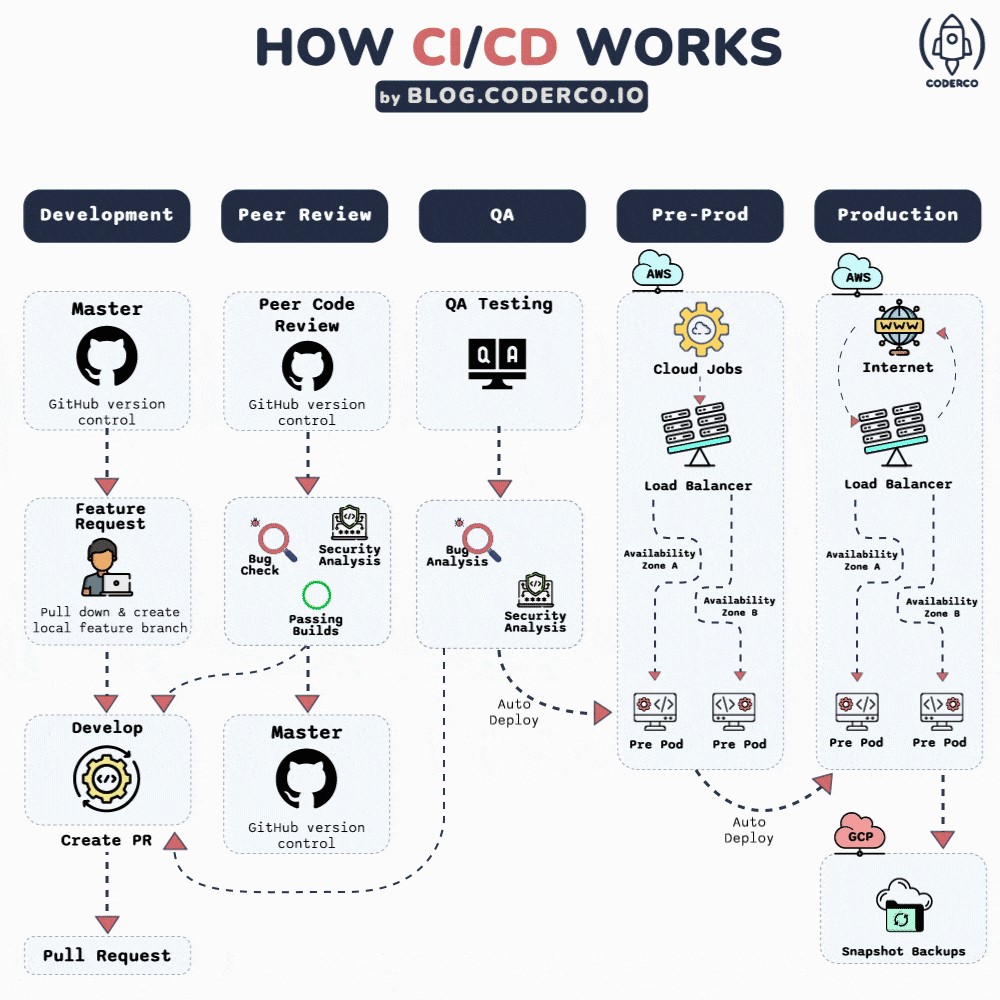 HOW CI/CD WORKS
by BLOG.CODERCO.IO
CODERCO
Development
Peer Review
QA
Pre-Prod
Production
Master
GitHub version
control
Feature
Request
Pull down & create
local feature branch
Develop
Create PR
Pull Request
Peer Code
Review
GitHub version
control
Bug
Check
Security
Analysis
Passing
Builds
Master
GitHub version
control
QA Testing
Q A
Bug
Analysis
Security
Analysis
Auto
Deploy
AWS
Cloud Jobs
Load Balancer
Availability
Zone A
Availability
Zone B
</>
</>
Pre Pod
Pre Pod
Auto
Deploy
AWS
WWW
Internet
Load Balancer
Availability
Zone A
Availability
Zone B
</>
</>
Pre Pod
Pre Pod
GCP
Snapshot Backups